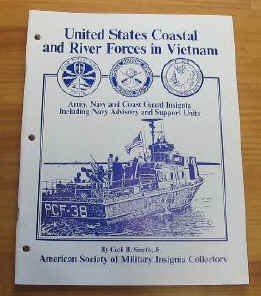 United States Coastal
and River Forces in Vietnam
Army, Navy and Coast Guard Insignia
Including Navy Advisory and Support Units
PCF-38
By Cecil B. Smyth, Jr.
American Society of Military Insignia Collectors